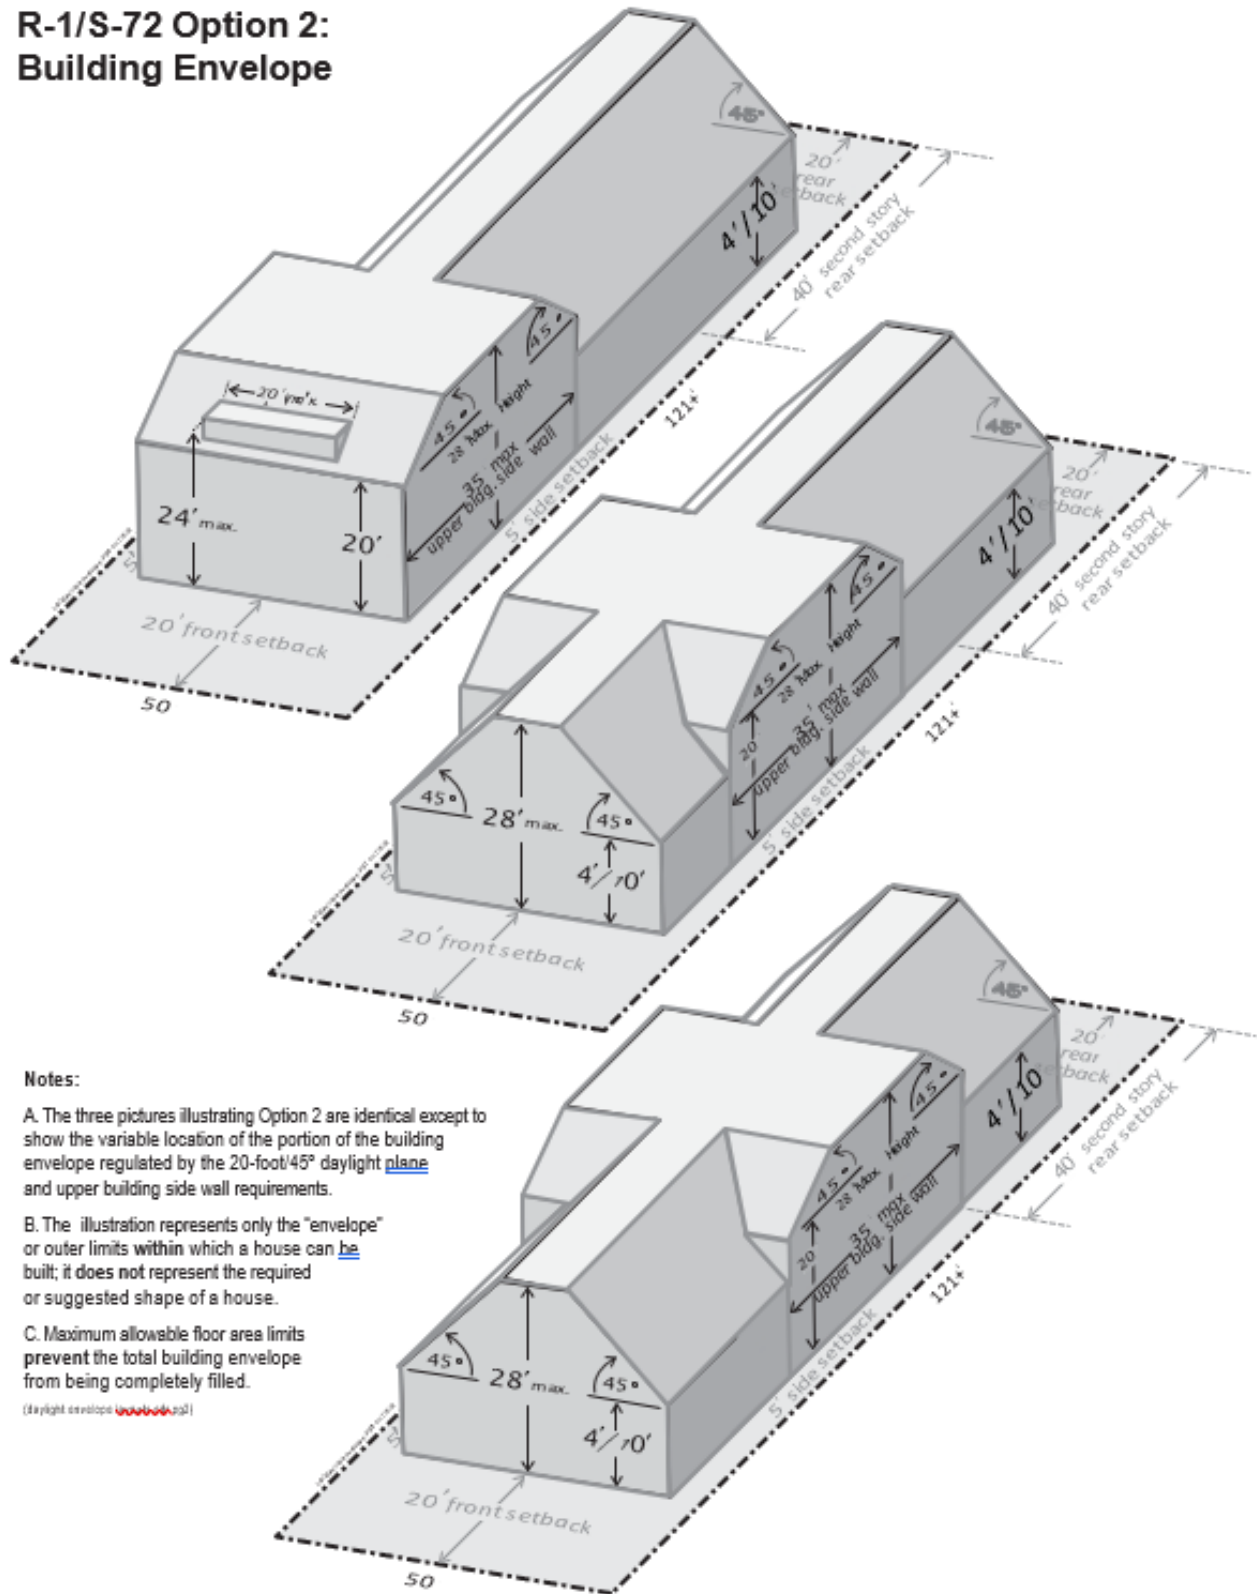 R-1/S-72 Option 2:
Building Envelope
45°
20'
rear
setback
4'/10'
40' second story
rear setback
45°
20' max.
45°
28' Max. Height
35' max
upper bldg. side wall
121+'
24' max.
20'
5' side setback
5'
20' front setback
50
45°
20'
rear
setback
4'/10'
40' second story
rear setback
45°
45°
28' Max. Height
20'
35' max
upper bldg. side wall
121+'
45°
28' max.
45°
4'/10'
5' side setback
5'
20' front setback
50
45°
20'
rear
setback
4'/10
40' second story
rear setback
45°
45°
28' Max. Height
20'
35' max
upper bldg. side wall
121+'
45°
28' max.
45°
4'/10'
5' side setback
5'
20' front setback
50
Notes:
A. The three pictures illustrating Option 2 are identical except to
show the variable location of the portion of the building
envelope regulated by the 20-foot/45º daylight plane
and upper building side wall requirements.
B. The illustration represents only the "envelope"
or outer limits within which a house can be
built; it does not represent the required
or suggested shape of a house.
C. Maximum allowable floor area limits
prevent the total building envelope
from being completely filled.
(daylight envelope